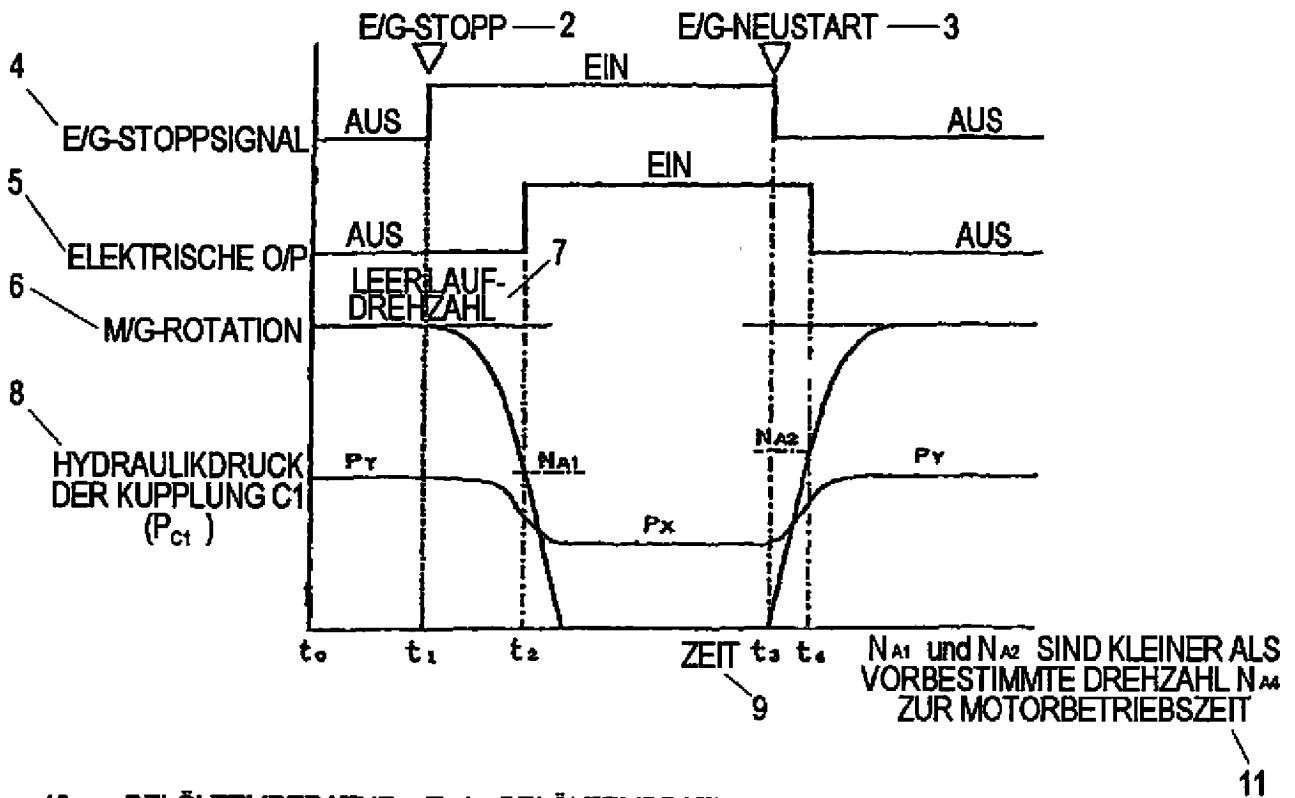 E/G-STOPP — 2
E/G-NEUSTART — 3
4
EIN
AUS
AUS
E/G-STOPPSIGNAL
5
EIN
AUS
AUS
ELEKTRISCHE O/P
7
LEERLAUF-
DREHZAHL
6
M/G-ROTATION
8
NA2
HYDRAULIKDRUCK
DER KUPPLUNG C1
(PC1)
PY
NA1
PY
PX
t0 t1 t2 ZEIT t3 t4
9
NA1 und NA2 SIND KLEINER ALS
VORBESTIMMTE DREHZAHL NA4
ZUR MOTORBETRIEBSZEIT
11